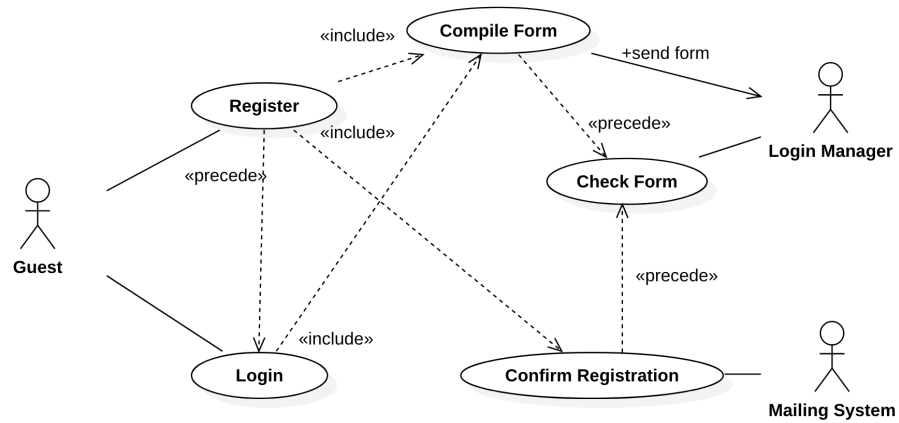 «include»
Compile Form
+send form
Register
«include»
«precede»
Login Manager
«precede»
Check Form
Guest
«precede»
«include»
Login
Confirm Registration
Mailing System